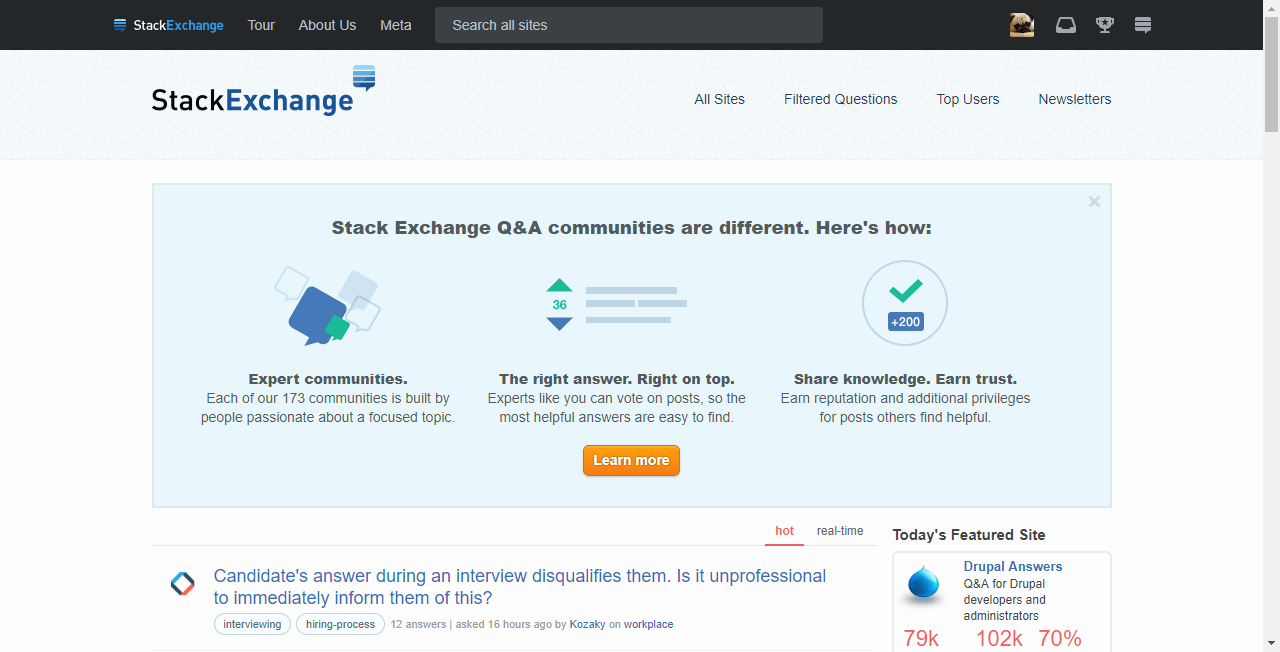 StackExchange Tour About Us Meta Search all sites
StackExchange All Sites Filtered Questions Top Users Newsletters
Stack Exchange Q&A communities are different. Here's how:
36
+200
Expert communities.
Each of our 173 communities is built by
people passionate about a focused topic.
The right answer. Right on top.
Experts like you can vote on posts, so the
most helpful answers are easy to find.
Share knowledge. Earn trust.
Earn reputation and additional privileges
for posts others find helpful.
Learn more
hot real-time
Candidate's answer during an interview disqualifies them. Is it unprofessional
to immediately inform them of this?
interviewing hiring-process 12 answers | asked 16 hours ago by Kozaky on workplace
Today's Featured Site
Drupal Answers
Q&A for Drupal
developers and
administrators
79k 102k 70%